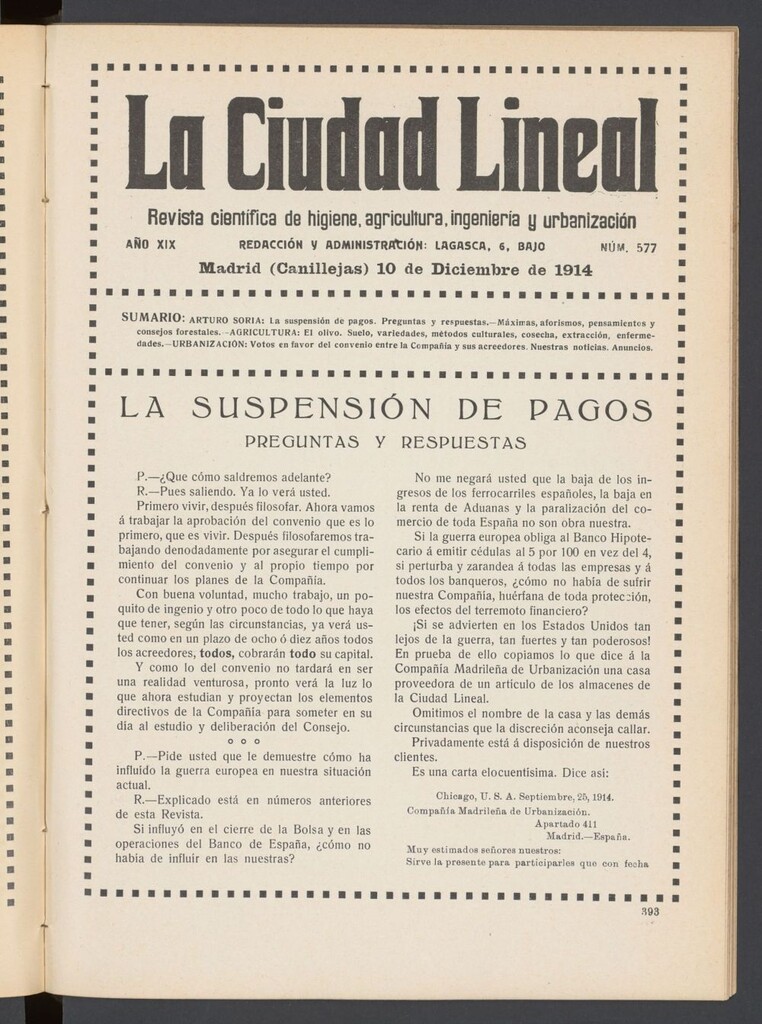 La Ciudad Lineal
Revista científica de higiene, agricultura, ingeniería y urbanización
AÑO XIX REDACCIÓN Y ADMINISTRACIÓN: LAGASCA, 6, BAJO NÚM. 577
Madrid (Canillejas) 10 de Diciembre de 1914
SUMARIO: ARTURO SORIA: La suspensión de pagos. Preguntas y respuestas.—Máximas, aforismos, pensamientos y
consejos forestales.—AGRICULTURA: El olivo. Suelo, variedades, métodos culturales, cosecha, extracción, enferme-
dades.—URBANIZACIÓN: Votos en favor del convenio entre la Compañía y sus acreedores. Nuestras noticias. Anuncios.
LA SUSPENSIÓN DE PAGOS
PREGUNTAS Y RESPUESTAS
P.—¿Que cómo saldremos adelante?
R.—Pues saliendo. Ya lo verá usted.
Primero vivir, después filosofar. Ahora vamos
á trabajar la aprobación del convenio que es lo
primero, que es vivir. Después filosofaremos tra-
bajando denodadamente por asegurar el cumpli-
miento del convenio y al propio tiempo por
continuar los planes de la Compañía.
Con buena voluntad, mucho trabajo, un po-
quito de ingenio y otro poco de todo lo que haya
que tener, según las circunstancias, ya verá us-
ted como en un plazo de ocho ó diez años todos
los acreedores, todos, cobrarán todo su capital.
Y como lo del convenio no tardará en ser
una realidad venturosa, pronto verá la luz lo
que ahora estudian y proyectan los elementos
directivos de la Compañía para someter en su
día al estudio y deliberación del Consejo.
o o o
P.—Pide usted que le demuestre cómo ha
influido la guerra europea en nuestra situación
actual.
R.—Explicado está en números anteriores
de esta Revista.
Si influyó en el cierre de la Bolsa y en las
operaciones del Banco de España, ¿cómo no
había de influir en las nuestras?
No me negará usted que la baja de los in-
gresos de los ferrocarriles españoles, la baja en
la renta de Aduanas y la paralización del co-
mercio de toda España no son obra nuestra.
Si la guerra europea obliga al Banco Hipote-
cario á emitir cédulas al 5 por 100 en vez del 4,
si perturba y zarandea á todas las empresas y á
todos los banqueros, ¿cómo no había de sufrir
nuestra Compañía, huérfana de toda protección,
los efectos del terremoto financiero?
¡Si se advierten en los Estados Unidos tan
lejos de la guerra, tan fuertes y tan poderosos!
En prueba de ello copiamos lo que dice á la
Compañía Madrileña de Urbanización una casa
proveedora de un artículo de los almacenes de
la Ciudad Lineal.
Omitimos el nombre de la casa y las demás
circunstancias que la discreción aconseja callar.
Privadamente está á disposición de nuestros
clientes.
Es una carta elocuentísima. Dice así:
Chicago, U. S. A. Septiembre, 25, 1914.
Compañía Madrileña de Urbanización.
Apartado 411
Madrid.—España.
Muy estimados señores nuestros:
Sirve la presente para participarles que con fecha
393